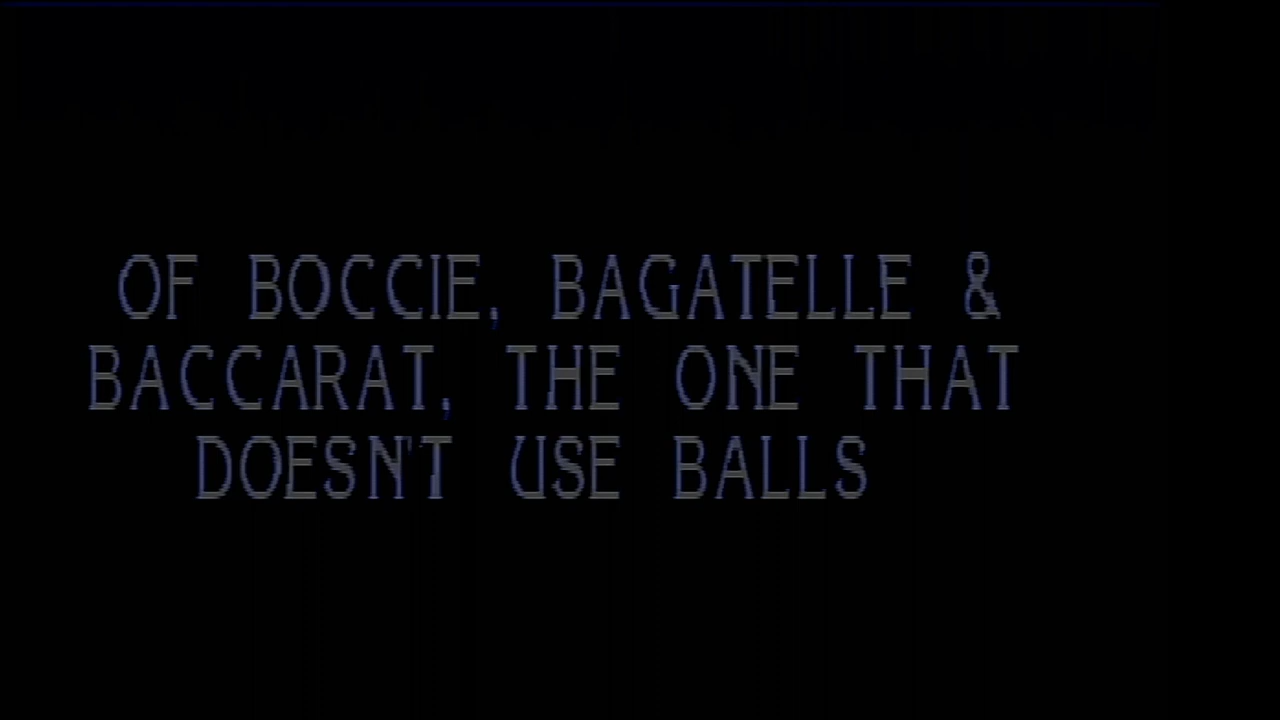 OF BOCCIE, BAGATELLE &
BACCARAT, THE ONE THAT
DOESN'T USE BALLS